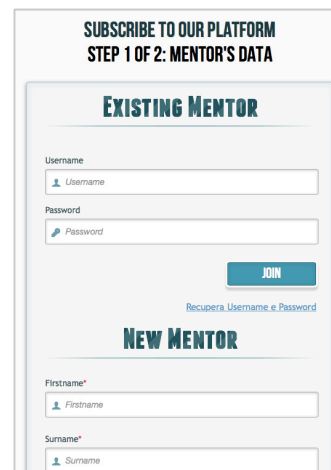 SUBSCRIBE TO OUR PLATFORM
STEP 1 OF 2: MENTOR'S DATA
EXISTING MENTOR
Username
Username
Password
Password
JOIN
Recupera Username e Password
NEW MENTOR
Firstname*
Firstname
Surname*
Surname